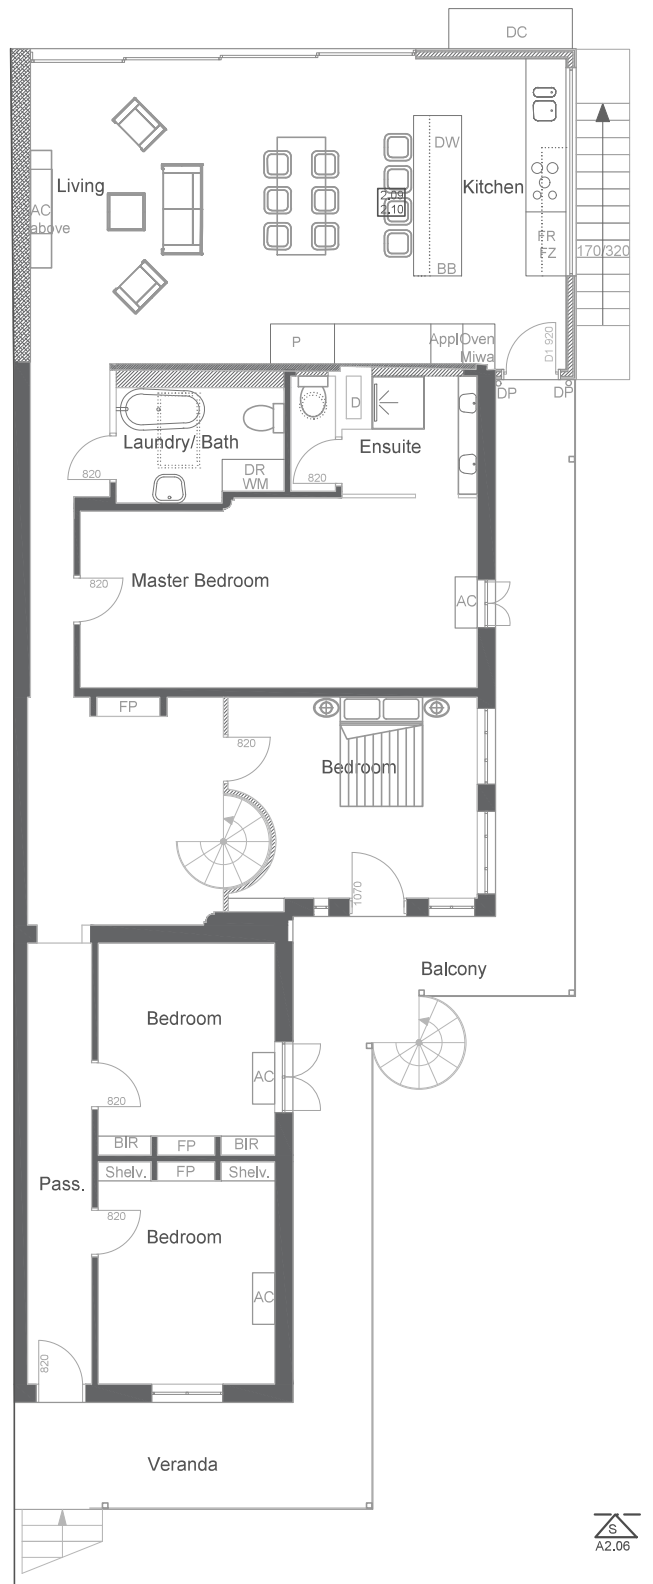 DC
DW
Living
Kitchen
2.09
2.10
AC
above
FR
FZ
170/320
BB
P
Appl
Oven
Miwa
D1 920
DP
DP
D
Laundry/ Bath
Ensuite
820
DR
WM
820
Master Bedroom
820
AC
FP
820
Bedroom
1070
Balcony
Bedroom
AC
820
BIR
FP
BIR
Shelv.
FP
Shelv.
Pass.
820
Bedroom
AC
820
Veranda
S
A2.06